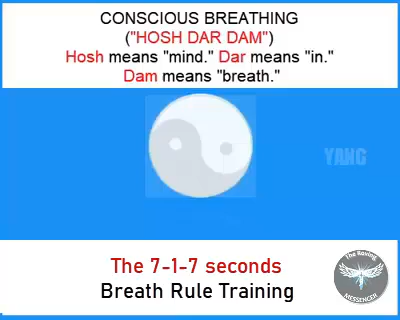 CONSCIOUS BREATHING
("HOSH DAR DAM")
Hosh means "mind." Dar means "in."
Dam means "breath."
YANG
The 7-1-7 seconds
Breath Rule Training
The Roving
MESSENGER